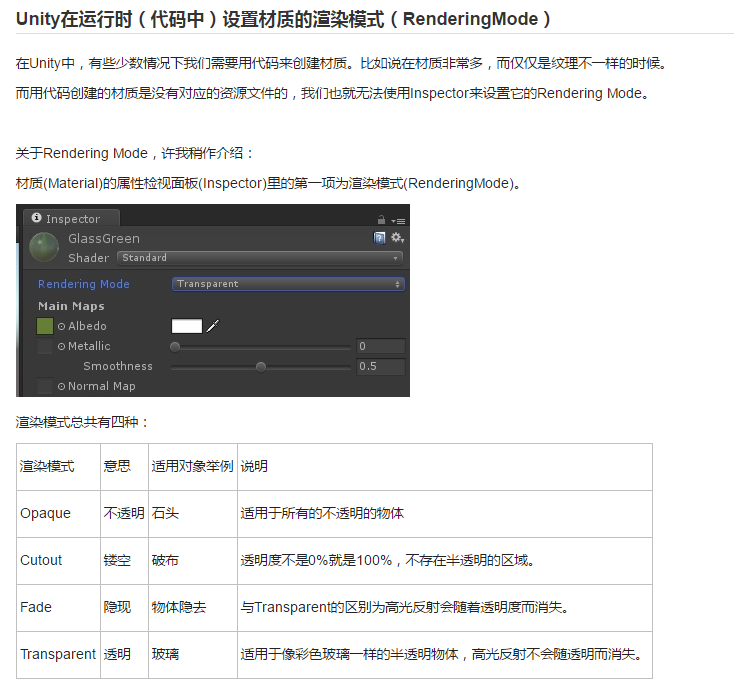 Unity在运行时（代码中）设置材质的渲染模式（RenderingMode）
在Unity中，有些少数情况下我们需要用代码来创建材质。比如说在材质非常多，而仅仅是纹理不一样的时候。
而用代码创建的材质是没有对应的资源文件的，我们也就无法使用Inspector来设置它的Rendering Mode。
关于Rendering Mode，许我稍作介绍：
材质(Material)的属性检视面板(Inspector)里的第一项为渲染模式(RenderingMode)。
Inspector
GlassGreen
Shader Standard
Rendering Mode Transparent
Main Maps
Albedo
Metallic 0
Smoothness 0.5
Normal Map
渲染模式总共有四种：
渲染模式 意思 适用对象举例 说明
Opaque 不透明 石头 适用于所有的不透明的物体
Cutout 镂空 破布 透明度不是0%就是100%，不存在半透明的区域。
Fade 隐现 物体隐去 与Transparent的区别为高光反射会随着透明度而消失。
Transparent 透明 玻璃 适用于像彩色玻璃一样的半透明物体，高光反射不会随透明而消失。